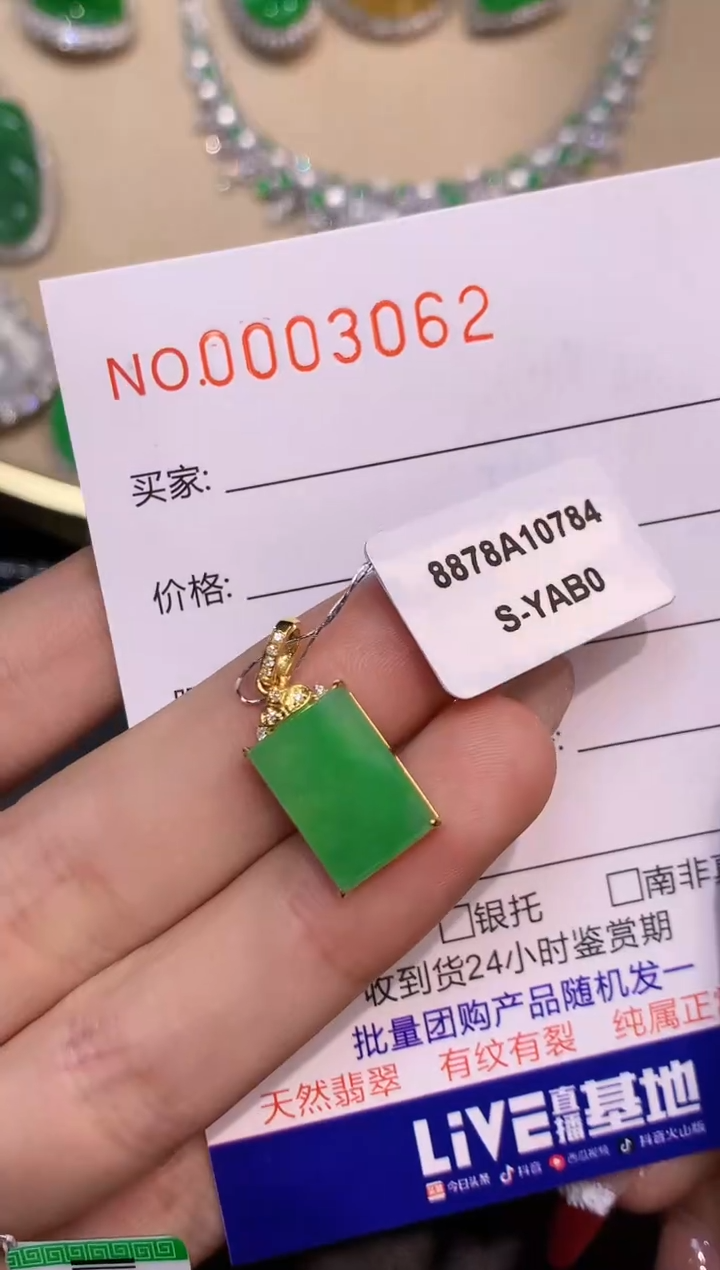 NO.0003062
买家:
价格:
8878A10784
S-YAB0
银托
南非
收到货24小时鉴赏期
批量团购产品随机发一
天然翡翠 有纹有裂 纯属正
LiVE直播基地
今日头条 抖音 西瓜视频 抖音火山版